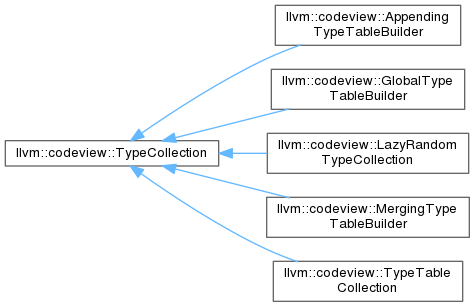 llvm::codeview::Appending
TypeTableBuilder
llvm::codeview::GlobalType
TableBuilder
llvm::codeview::TypeCollection
llvm::codeview::LazyRandom
TypeCollection
llvm::codeview::MergingType
TableBuilder
llvm::codeview::TypeTable
Collection